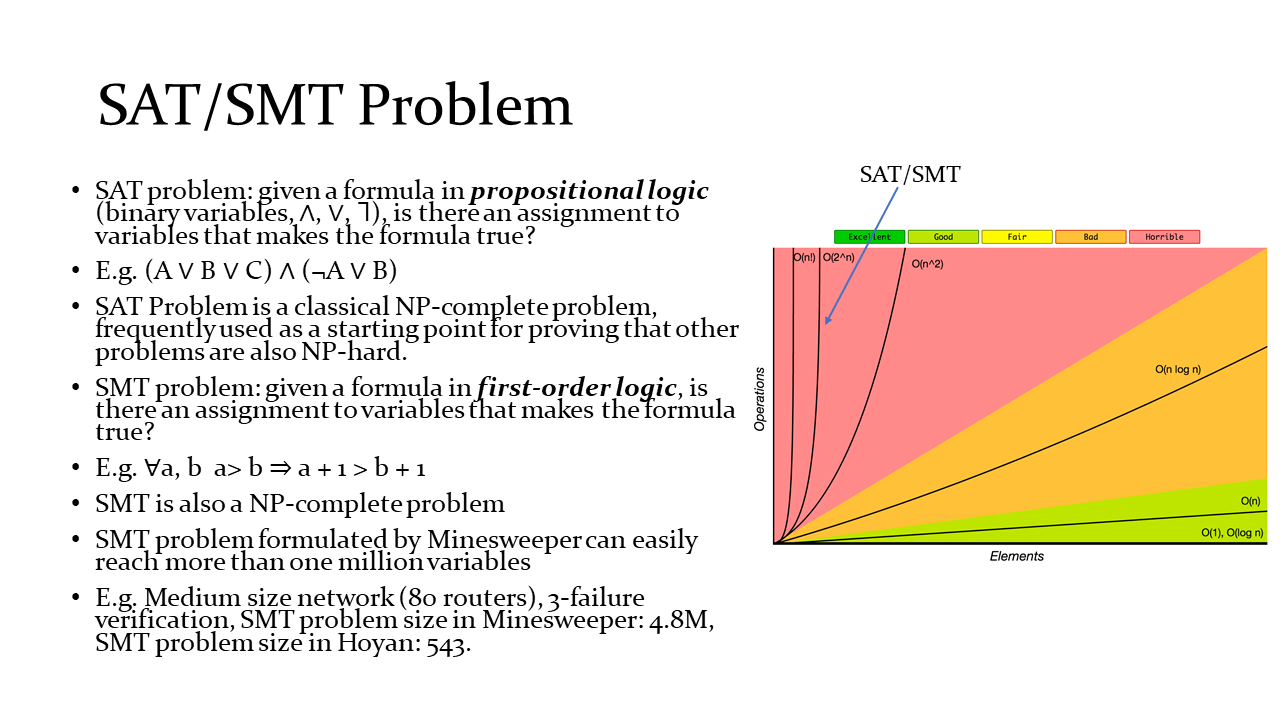 SAT/SMT Problem
• SAT problem: given a formula in propositional logic
(binary variables, ∧, ∨, ℸ), is there an assignment to
variables that makes the formula true?
• E.g. (A ∨ B ∨ C) ∧ (¬A ∨ B)
• SAT Problem is a classical NP-complete problem,
frequently used as a starting point for proving that other
problems are also NP-hard.
• SMT problem: given a formula in first-order logic, is
there an assignment to variables that makes the formula
true?
• E.g. ∀a, b  a> b ⇒ a + 1 > b + 1
• SMT is also a NP-complete problem
• SMT problem formulated by Minesweeper can easily
reach more than one million variables
• E.g. Medium size network (80 routers), 3-failure
verification, SMT problem size in Minesweeper: 4.8M,
SMT problem size in Hoyan: 543.
SAT/SMT
Excellent Good Fair Bad Horrible
O(n!) O(2^n) O(n^2)
O(n log n)
O(n)
O(1), O(log n)
Operations
Elements